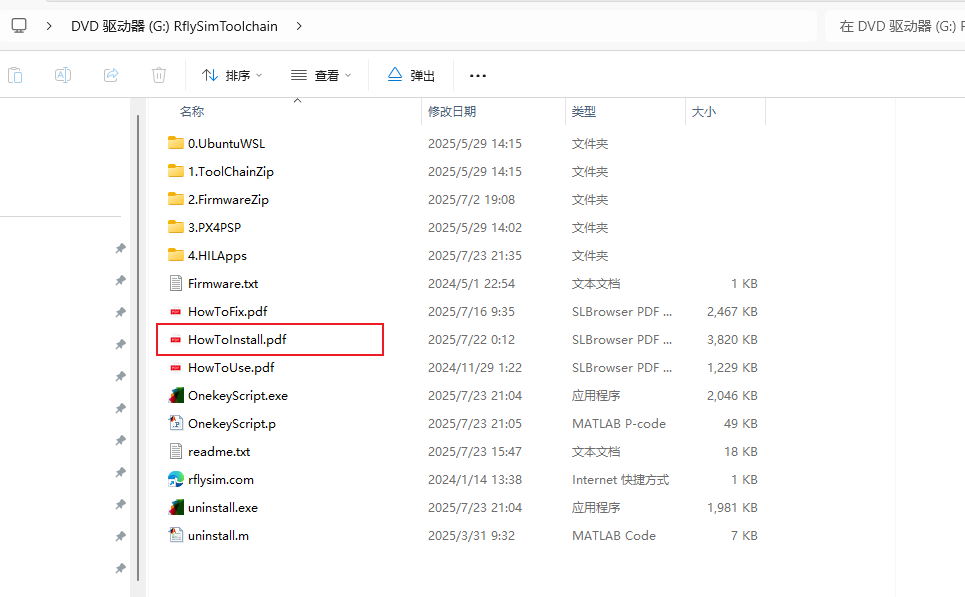 DVD 驱动器 (G:) RflySimToolchain
在 DVD 驱动器 (G:)
排序 查看 弹出
名称 修改日期 类型 大小
0.UbuntuWSL 2025/5/29 14:15 文件夹
1.ToolChainZip 2025/5/29 14:15 文件夹
2.FirmwareZip 2025/7/2 19:08 文件夹
3.PX4PSP 2025/5/29 14:02 文件夹
4.HILApps 2025/7/23 21:35 文件夹
Firmware.txt 2024/5/1 22:54 文本文档 1 KB
HowToFix.pdf 2025/7/16 9:35 SLBrowser PDF ... 2,467 KB
HowToInstall.pdf 2025/7/22 0:12 SLBrowser PDF ... 3,820 KB
HowToUse.pdf 2024/11/29 1:22 SLBrowser PDF ... 1,229 KB
OnekeyScript.exe 2025/7/23 21:04 应用程序 2,046 KB
OnekeyScript.p 2025/7/23 21:05 MATLAB P-code 49 KB
readme.txt 2025/7/23 15:47 文本文档 18 KB
rflysim.com 2024/1/14 13:38 Internet 快捷方式 1 KB
uninstall.exe 2025/7/23 21:04 应用程序 1,981 KB
uninstall.m 2025/3/31 9:32 MATLAB Code 7 KB